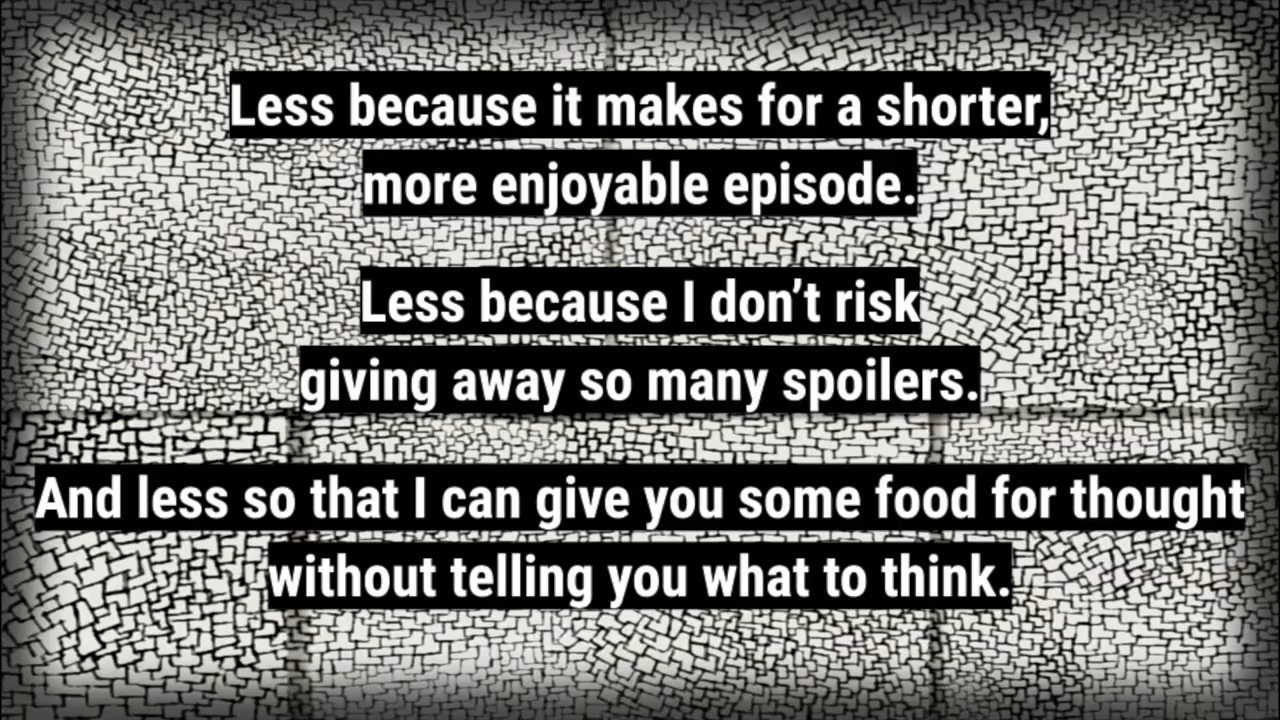 Less because it makes for a shorter,
more enjoyable episode.
Less because I don’t risk
giving away so many spoilers.
And less so that I can give you some food for thought
without telling you what to think.